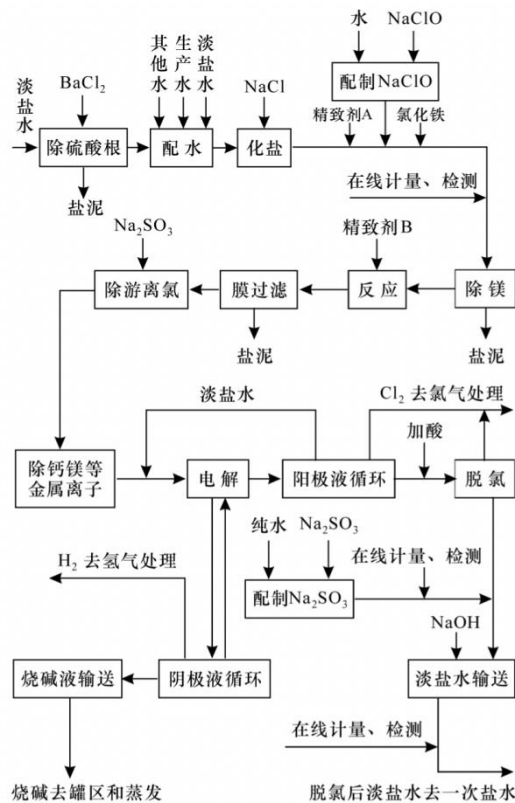 水
NaClO
其他水
生产水
淡盐水
配制NaClO
淡盐水
BaCl₂
NaCl
精致剂A
氯化铁
除硫酸根
配水
化盐
盐泥
在线计量、检测
Na₂SO₃
精致剂B
除游离氯
膜过滤
反应
除镁
盐泥
盐泥
淡盐水
Cl₂去氯气处理
加酸
除钙镁等
金属离子
电解
阳极液循环
脱氯
纯水
Na₂SO₃
在线计量、检测
H₂去氢气处理
配制Na₂SO₃
NaOH
烧碱液输送
阴极液循环
淡盐水输送
在线计量、检测
烧碱去罐区和蒸发
脱氯后淡盐水去一次盐水